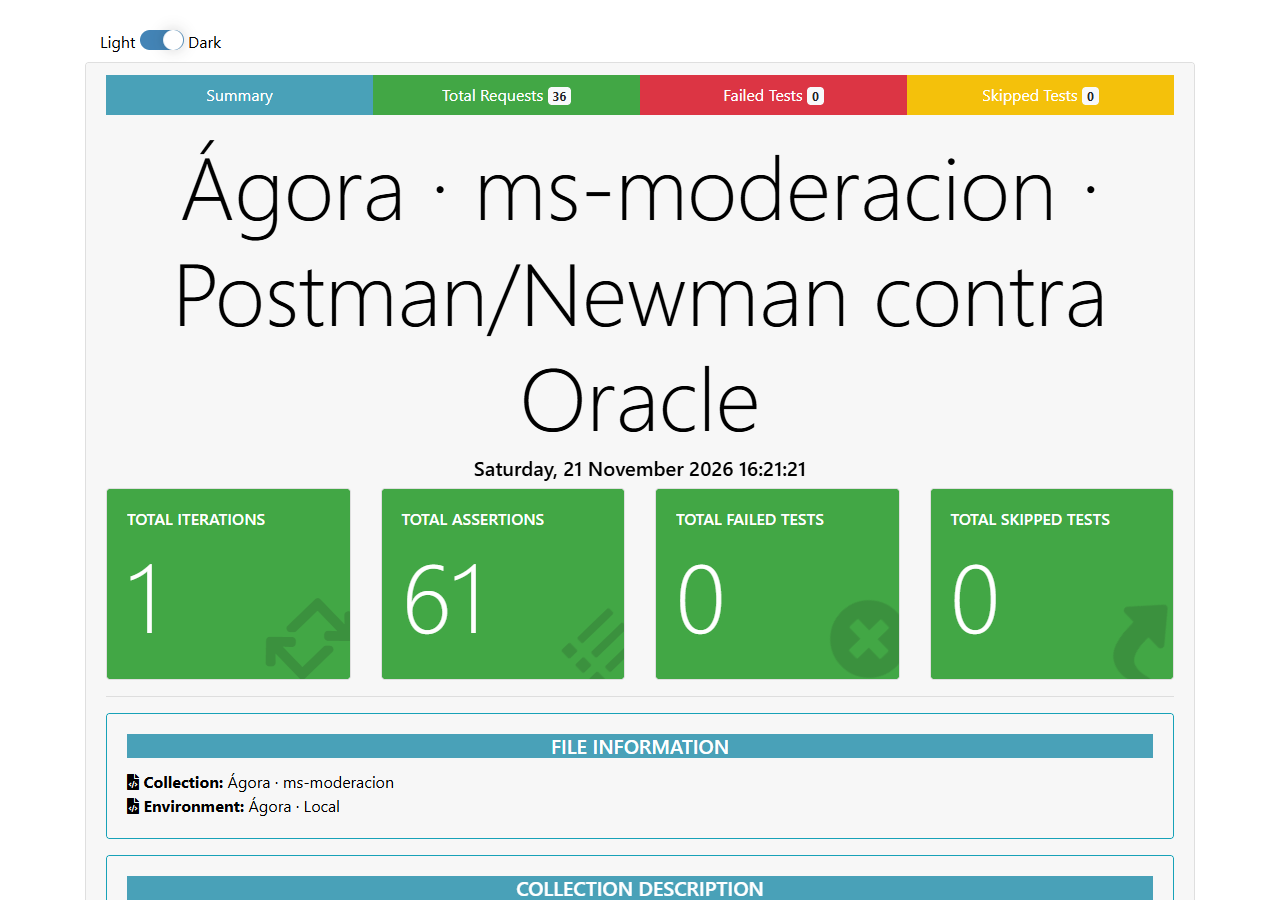 Light Dark
Summary Total Requests 36 Failed Tests 0 Skipped Tests 0
Ágora · ms-moderacion ·
Postman/Newman contra
Oracle
Saturday, 21 November 2026 16:21:21
TOTAL ITERATIONS TOTAL ASSERTIONS TOTAL FAILED TESTS TOTAL SKIPPED TESTS
1 61 0 0
FILE INFORMATION
Collection: Ágora · ms-moderacion
Environment: Ágora · Local
COLLECTION DESCRIPTION